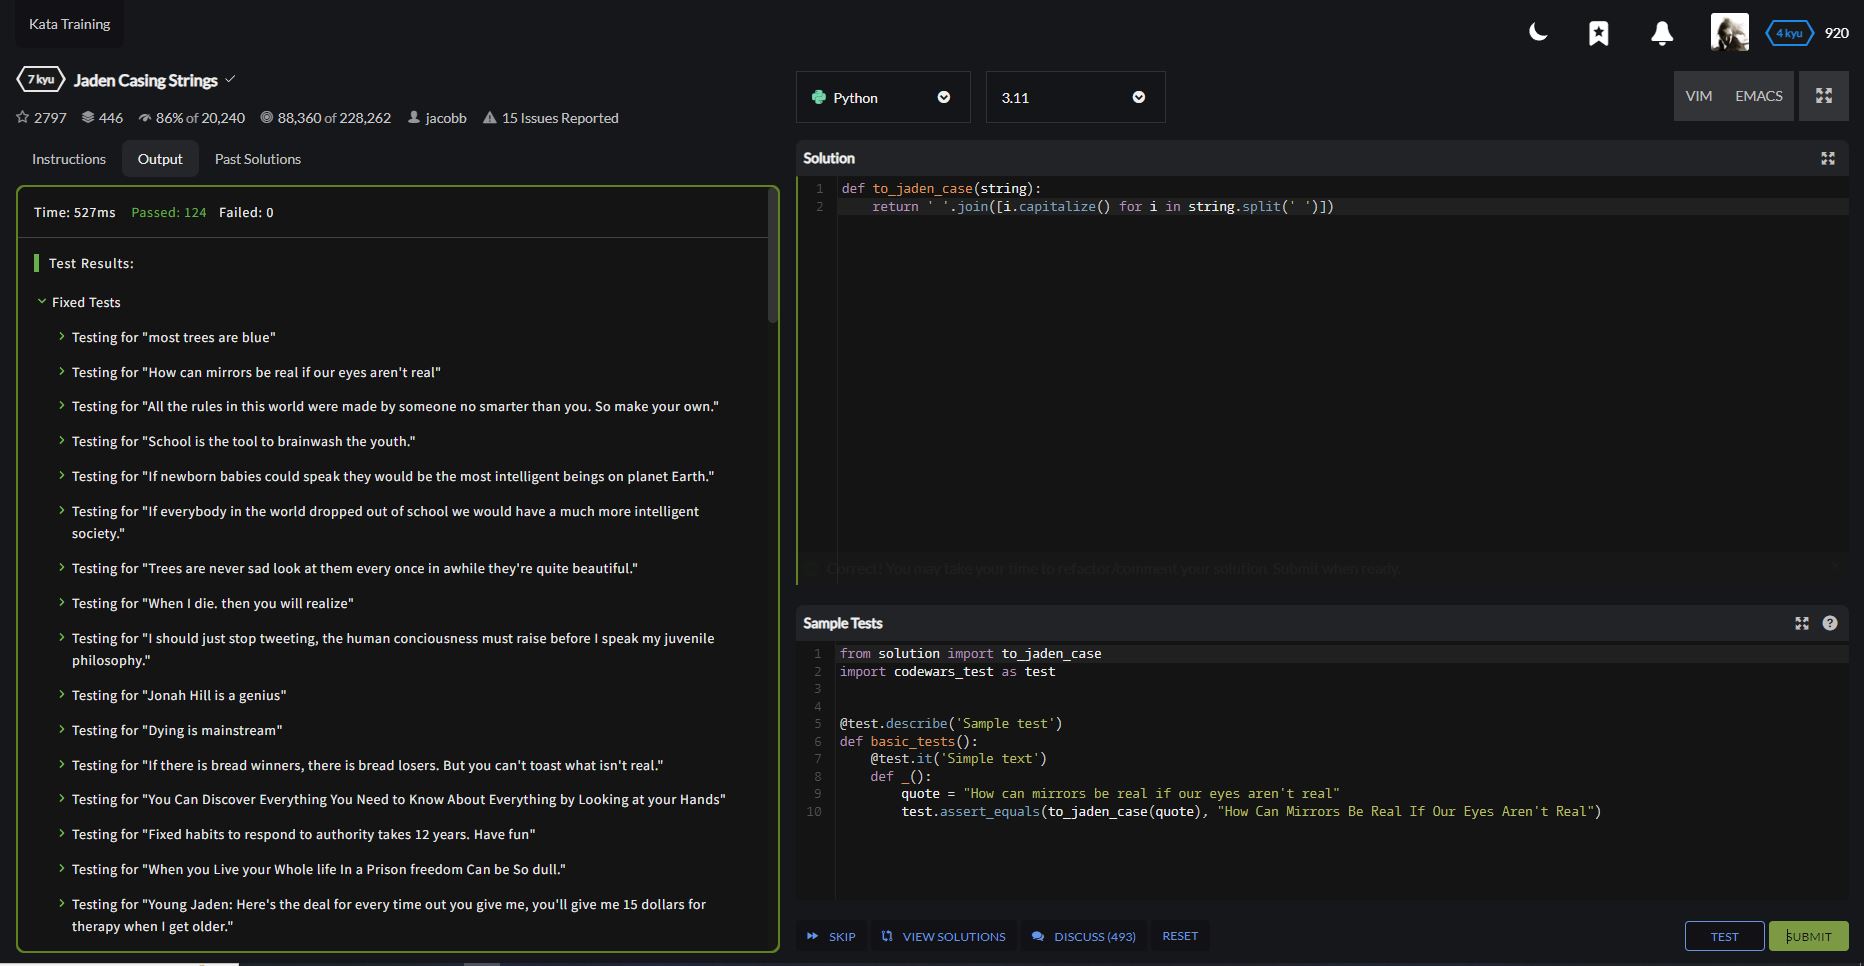 Kata Training
4 kyu 920
7 kyu Jaden Casing Strings
2797 446 86% of 20,240 88,360 of 228,262 jacobb 15 Issues Reported
Instructions Output Past Solutions
Time: 527ms Passed: 124 Failed: 0
Test Results:
Fixed Tests
Testing for "most trees are blue"
Testing for "How can mirrors be real if our eyes aren't real"
Testing for "All the rules in this world were made by someone no smarter than you. So make your own."
Testing for "School is the tool to brainwash the youth."
Testing for "If newborn babies could speak they would be the most intelligent beings on planet Earth."
Testing for "If everybody in the world dropped out of school we would have a much more intelligent
society."
Testing for "Trees are never sad look at them every once in awhile they're quite beautiful."
Testing for "When I die. then you will realize"
Testing for "I should just stop tweeting, the human conciousness must raise before I speak my juvenile
philosophy."
Testing for "Jonah Hill is a genius"
Testing for "Dying is mainstream"
Testing for "If there is bread winners, there is bread losers. But you can't toast what isn't real."
Testing for "You Can Discover Everything You Need to Know About Everything by Looking at your Hands"
Testing for "Fixed habits to respond to authority takes 12 years. Have fun"
Testing for "When you Live your Whole life In a Prison freedom Can be So dull."
Testing for "Young Jaden: Here's the deal for every time out you give me, you'll give me 15 dollars for
therapy when I get older."
Python 3.11 VIM EMACS
Solution
1 def to_jaden_case(string):
2 return ' '.join([i.capitalize() for i in string.split(' ')])
Correct! You may take your time to refactor/comment your solution. Submit when ready.
Sample Tests
1 from solution import to_jaden_case
2 import codewars_test as test
3
4
5 @test.describe('Sample test')
6 def basic_tests():
7 @test.it('Simple text')
8 def _():
9 quote = "How can mirrors be real if our eyes aren't real"
10 test.assert_equals(to_jaden_case(quote), "How Can Mirrors Be Real If Our Eyes Aren't Real")
SKIP VIEW SOLUTIONS DISCUSS (493) RESET TEST SUBMIT